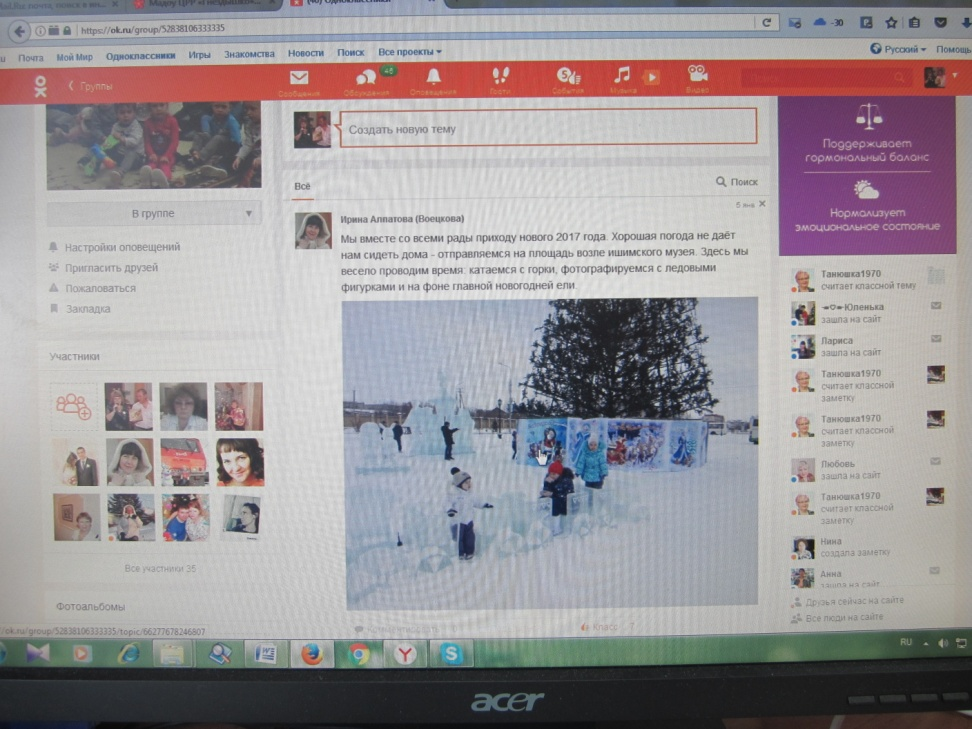 https://ok.ru/group/52838106333335
-30
Почта Мой Мир Одноклассники Игры Знакомства Новости Поиск Все проекты
Русский Помощь
Группы
Сообщения Обсуждения Оповещения Гости События Музыка Видео
Поиск
Создать новую тему
Поддерживает
гормональный баланс
Нормализует
эмоциональное состояние
В группе
Настройки оповещений
Пригласить друзей
Пожаловаться
Закладка
Участники
Все участники 35
Фотоальбомы
Всё
Поиск
5 янв
Ирина Алпатова (Воецкова)
Мы вместе со всеми рады приходу нового 2017 года. Хорошая погода не даёт
нам сидеть дома - отправляемся на площадь возле ишимского музея. Здесь мы
весело проводим время: катаемся с горки, фотографируемся с ледовыми
фигурками и на фоне главной новогодней ели.
Класс 7
Танюшка1970
считает классной тему
Юленька
зашла на сайт
Лариса
зашла на сайт
Танюшка1970
считает классной
заметку
Танюшка1970
считает классной
заметку
Любовь
зашла на сайт
Танюшка1970
считает классной
заметку
Нина
создала заметку
Анна
зашла на сайт
Друзья сейчас на сайте
Все люди на сайте
ok.ru/group/52838106333335/topic/66277678246807
RU
acer